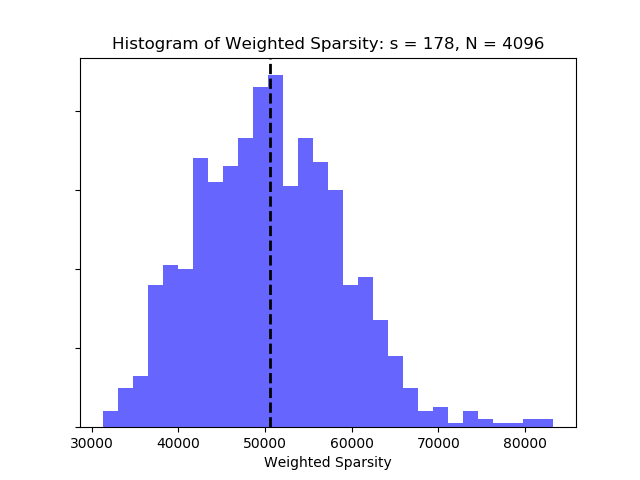 Histogram of Weighted Sparsity: s = 178, N = 4096
30000 40000 50000 60000 70000 80000
Weighted Sparsity